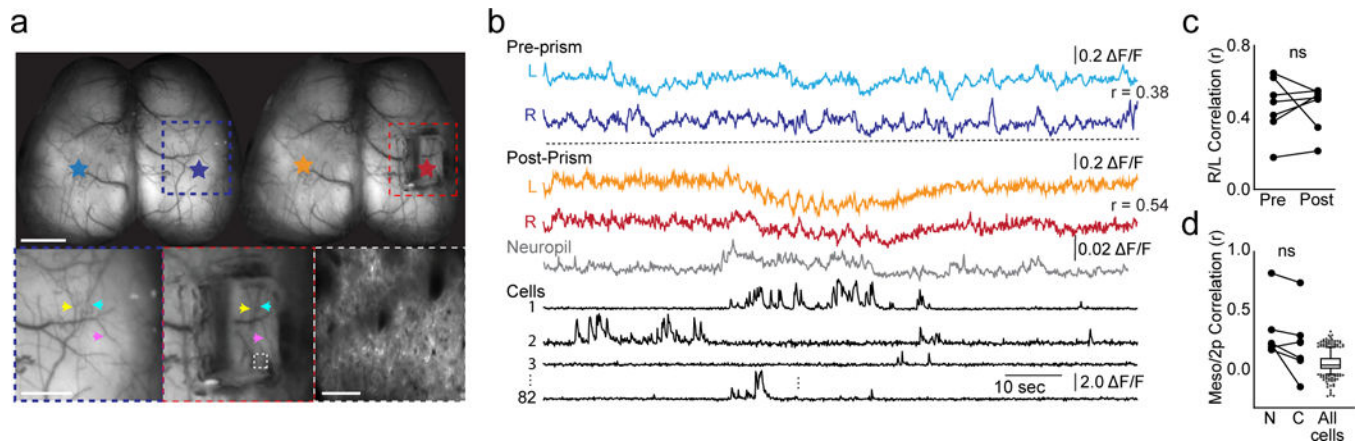 a
b
Pre-prism
L
0.2 ΔF/F
r = 0.38
R
Post-Prism
L
0.2 ΔF/F
r = 0.54
R
Neuropil
0.02 ΔF/F
Cells
1
2
3
82
10 sec
2.0 ΔF/F
c
R/L Correlation (r)
0.8
0.4
0.0
ns
Pre Post
d
Meso/2p Correlation (r)
1.0
0.5
0.0
ns
N C All
cells